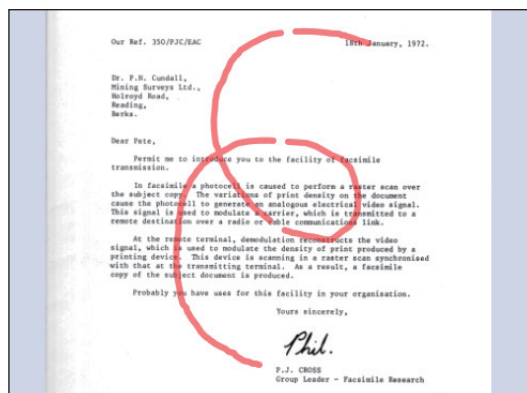 Our Ref. 350/PJC/EAC 18th January, 1972.
Dr. P.N. Cundall,
Mining Surveys Ltd.,
Holroyd Road,
Reading,
Berks.
Dear Pete,
Permit me to introduce you to the facility of facsimile
transmission.
In facsimile a photocell is caused to perform a raster scan over
the subject copy. The variations of print density on the document
cause the photocell to generate an analogous electrical video signal.
This signal is used to modulate a carrier, which is transmitted to a
remote destination over a radio or cable communications link.
At the remote terminal, demodulation reconstructs the video
signal, which is used to modulate the density of print produced by a
printing device. This device is scanning in a raster scan synchronised
with that at the transmitting terminal. As a result, a facsimile
copy of the subject document is produced.
Probably you have uses for this facility in your organisation.
Yours sincerely,
Phil.
P.J. CROSS
Group Leader - Facsimile Research